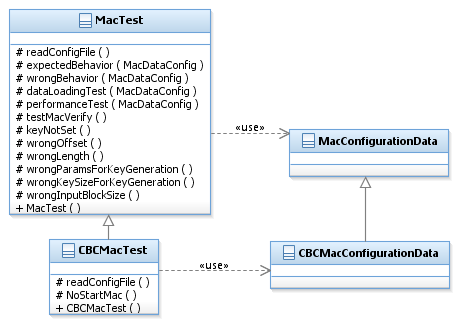 MacTest
# readConfigFile ( )
# expectedBehavior ( MacDataConfig )
# wrongBehavior ( MacDataConfig )
# dataLoadingTest ( MacDataConfig )
# performanceTest ( MacDataConfig )
# testMacVerify ( )
# keyNotSet ( )
# wrongOffset ( )
# wrongLength ( )
# wrongParamsForKeyGeneration ( )
# wrongKeySizeForKeyGeneration ( )
# wrongInputBlockSize ( )
+ MacTest ( )
«use»
MacConfigurationData
CBCMacTest
# readConfigFile ( )
# NoStartMac ( )
+ CBCMacTest ( )
«use»
CBCMacConfigurationData